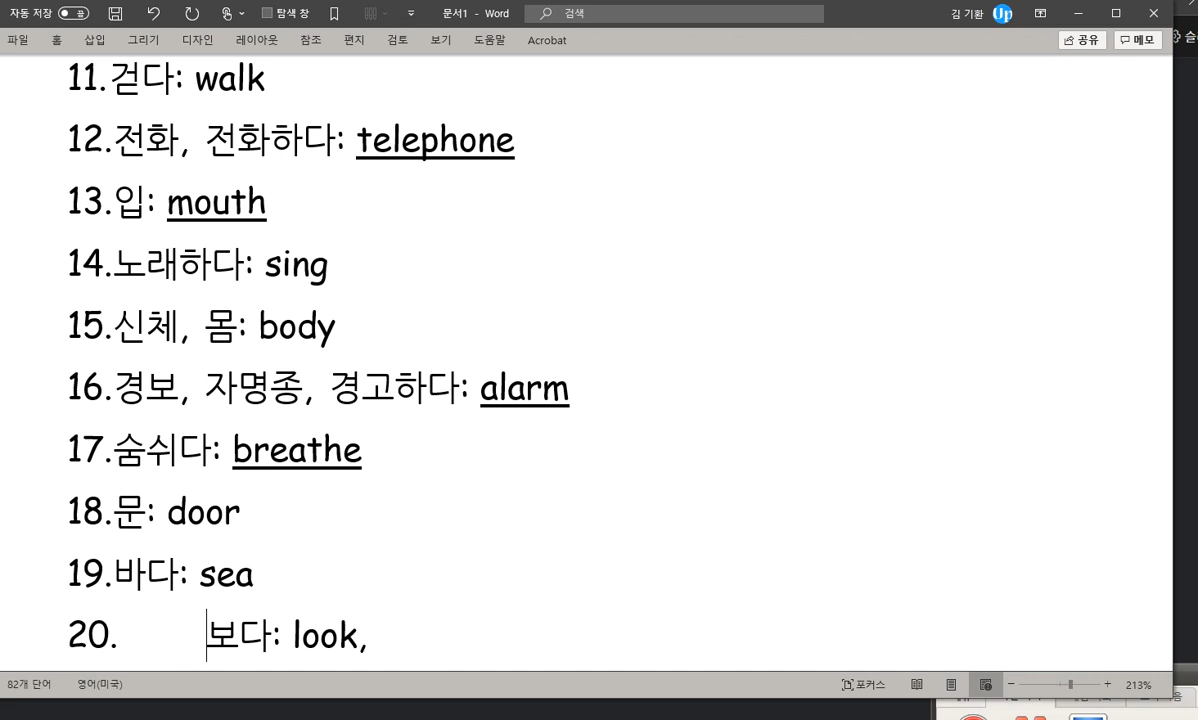 자동 저장 끔 탐색 창 문서1 - Word 검색 김 기환 Up
파일 홈 삽입 그리기 디자인 레이아웃 참조 편지 검토 보기 도움말 Acrobat 공유 메모
11.걷다: walk
12.전화, 전화하다: telephone
13.입: mouth
14.노래하다: sing
15.신체, 몸: body
16.경보, 자명종, 경고하다: alarm
17.숨쉬다: breathe
18.문: door
19.바다: sea
20. 보다: look,
82개 단어 영어(미국) 포커스 213%